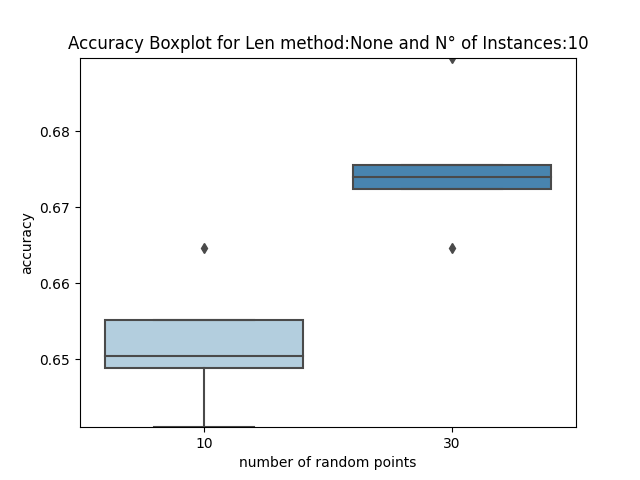 Accuracy Boxplot for Len method:None and N° of Instances:10
0.68
0.67
0.66
0.65
accuracy
10 30
number of random points